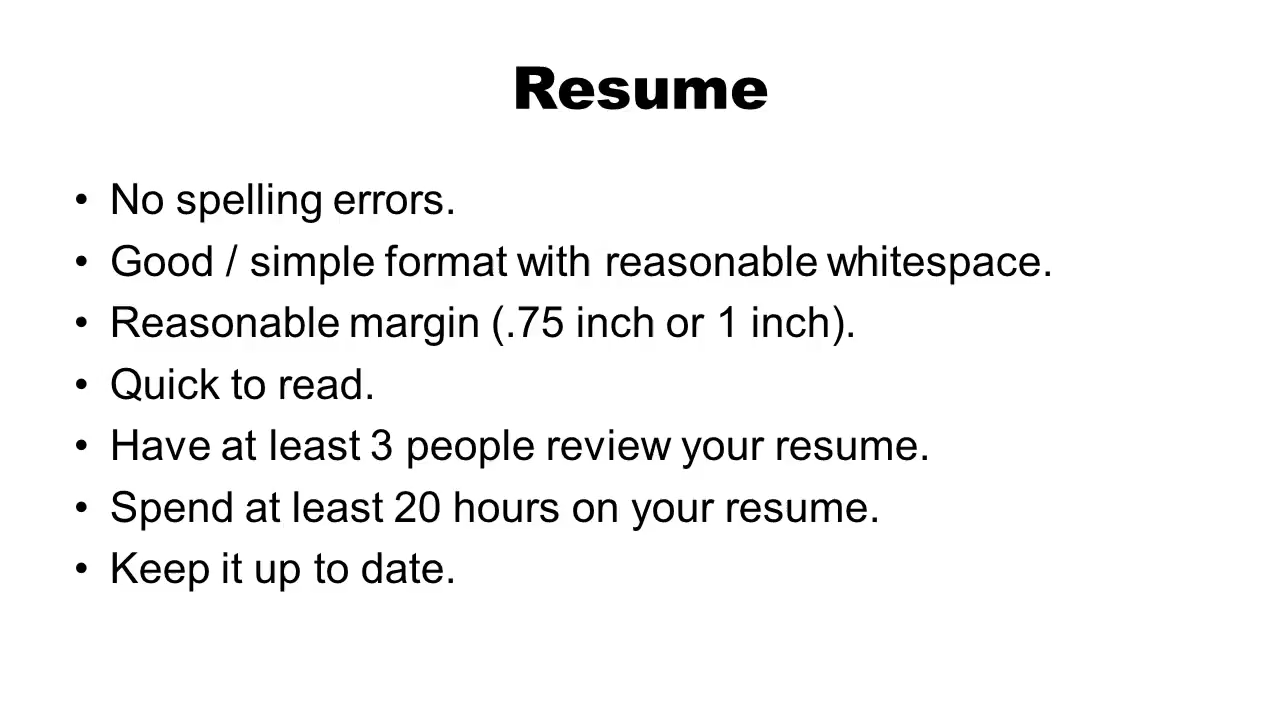 Resume
• No spelling errors.
• Good / simple format with reasonable whitespace.
• Reasonable margin (.75 inch or 1 inch).
• Quick to read.
• Have at least 3 people review your resume.
• Spend at least 20 hours on your resume.
• Keep it up to date.